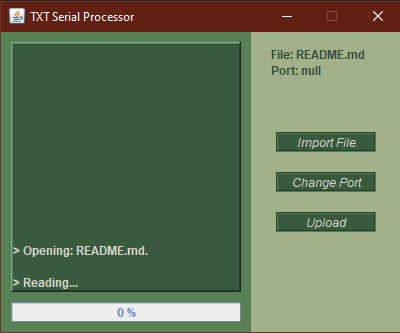 TXT Serial Processor
File: README.md
Port: null
Import File
Change Port
Upload
> Opening: README.md.
> Reading...
0 %